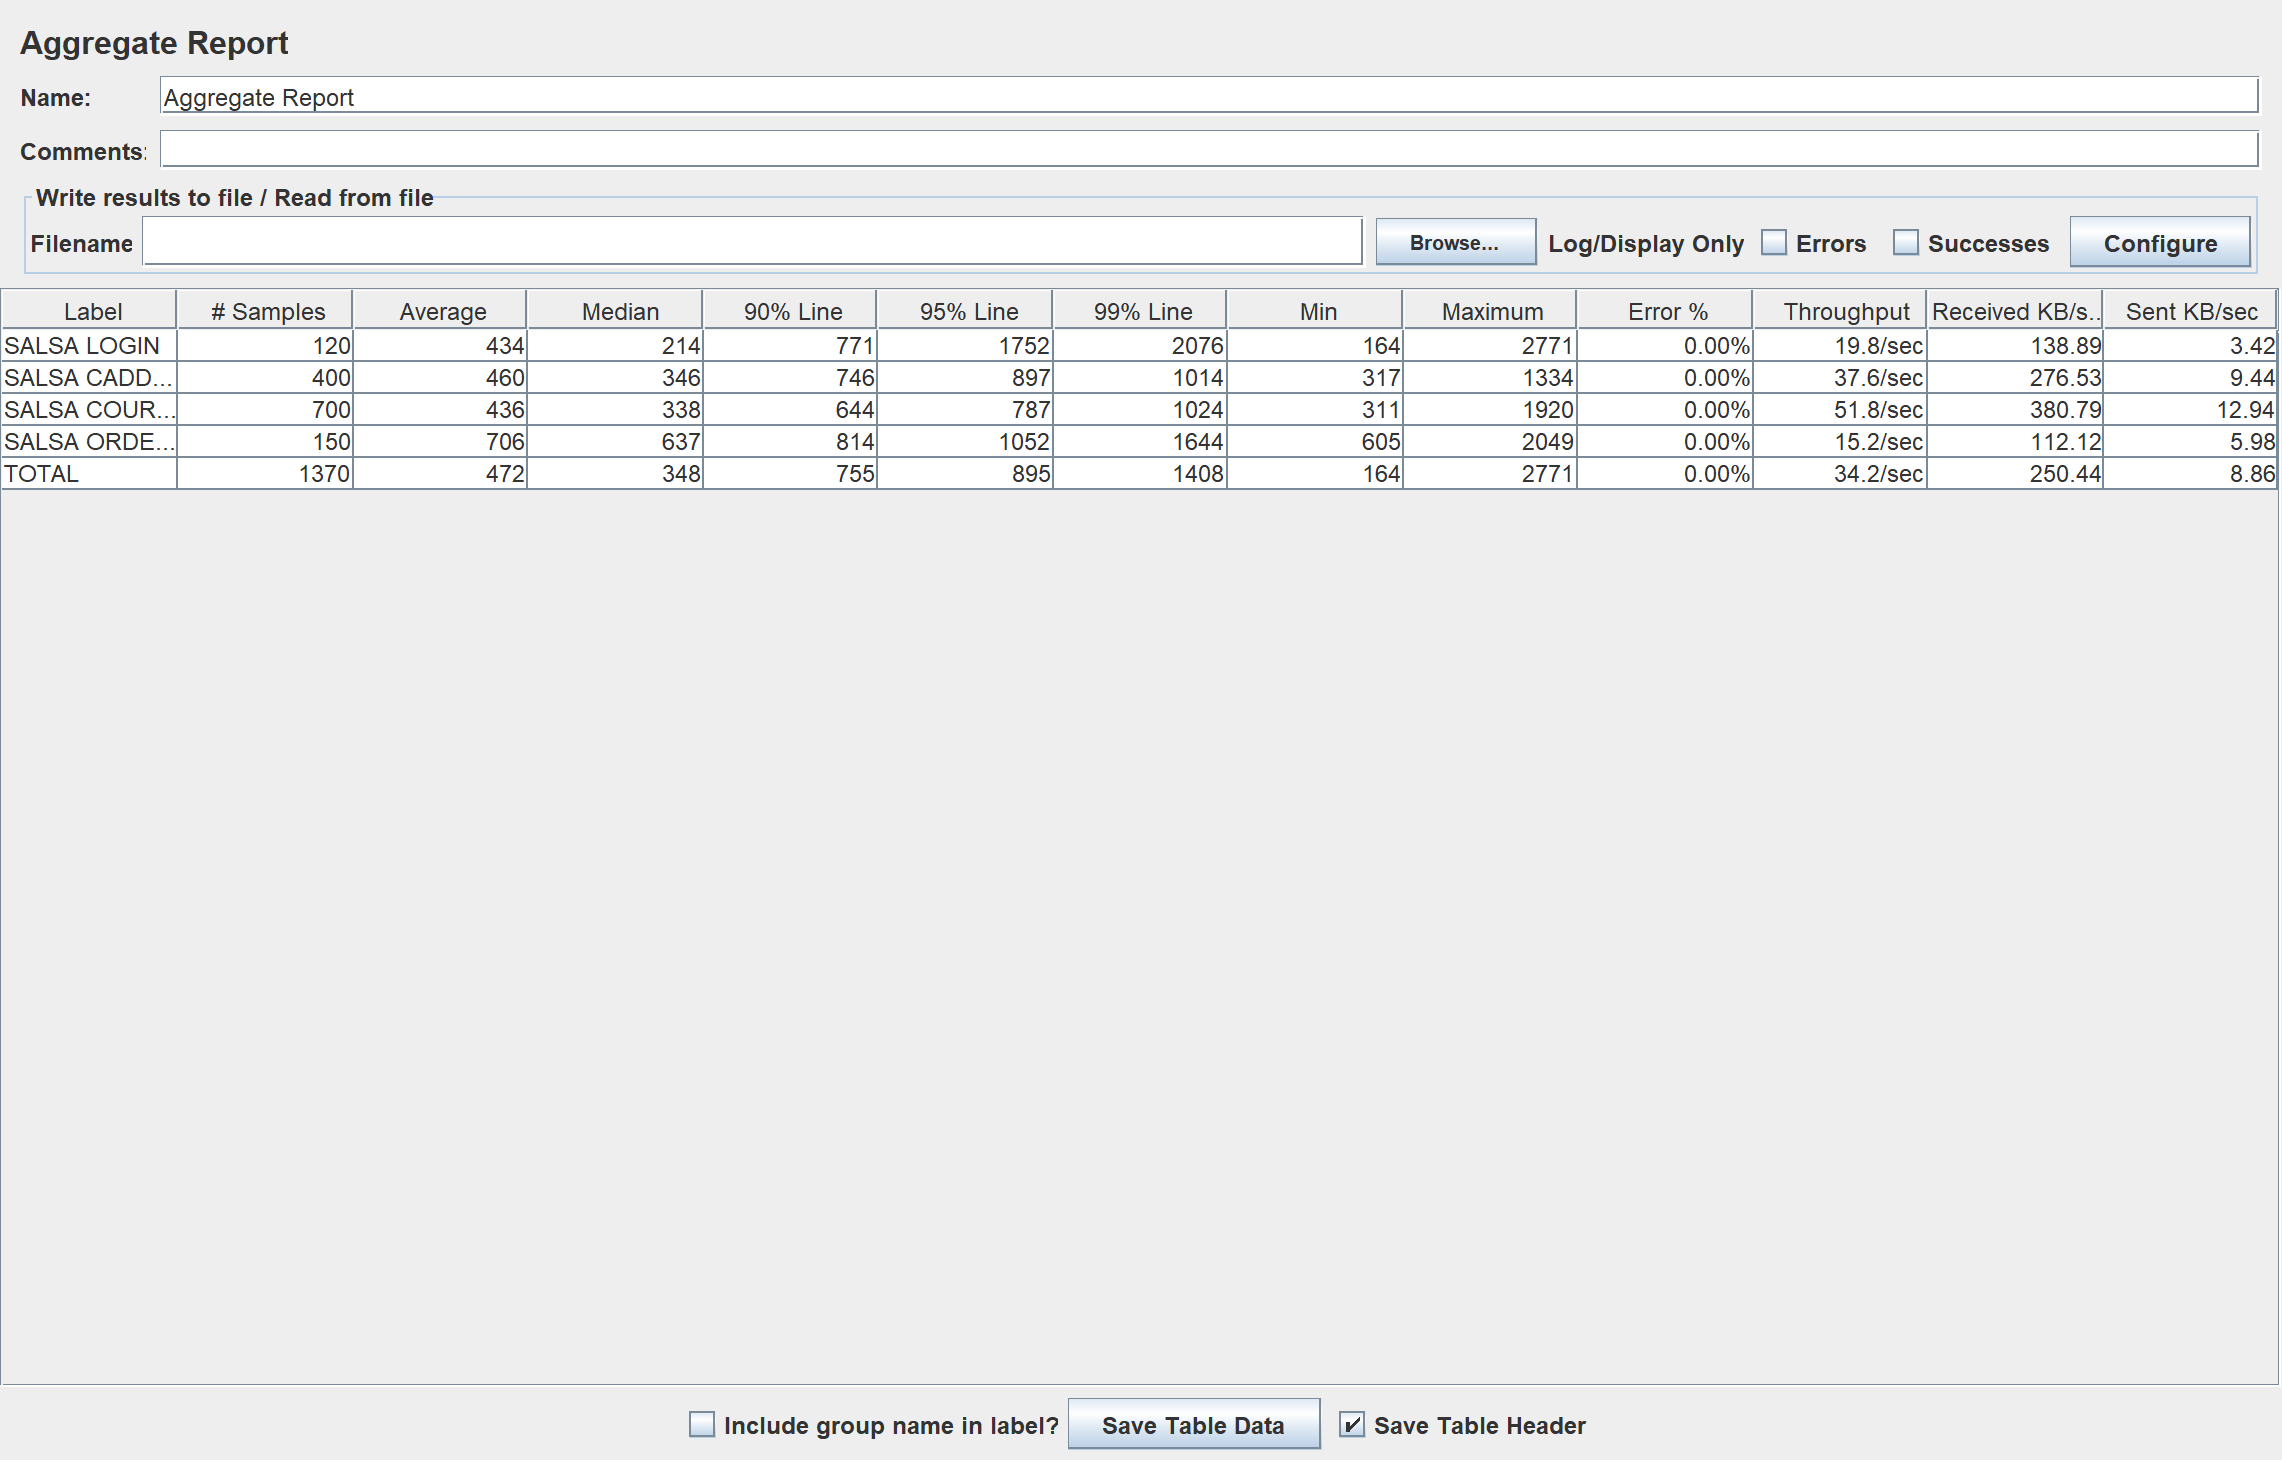 Aggregate Report
Name: Aggregate Report
Comments:
Write results to file / Read from file
Filename Browse... Log/Display Only Errors Successes Configure
Label # Samples Average Median 90% Line 95% Line 99% Line Min Maximum Error % Throughput Received KB/s... Sent KB/sec
SALSA LOGIN 120 434 214 771 1752 2076 164 2771 0.00% 19.8/sec 138.89 3.42
SALSA CADD... 400 460 346 746 897 1014 317 1334 0.00% 37.6/sec 276.53 9.44
SALSA COUR... 700 436 338 644 787 1024 311 1920 0.00% 51.8/sec 380.79 12.94
SALSA ORDE... 150 706 637 814 1052 1644 605 2049 0.00% 15.2/sec 112.12 5.98
TOTAL 1370 472 348 755 895 1408 164 2771 0.00% 34.2/sec 250.44 8.86
Include group name in label? Save Table Data Save Table Header